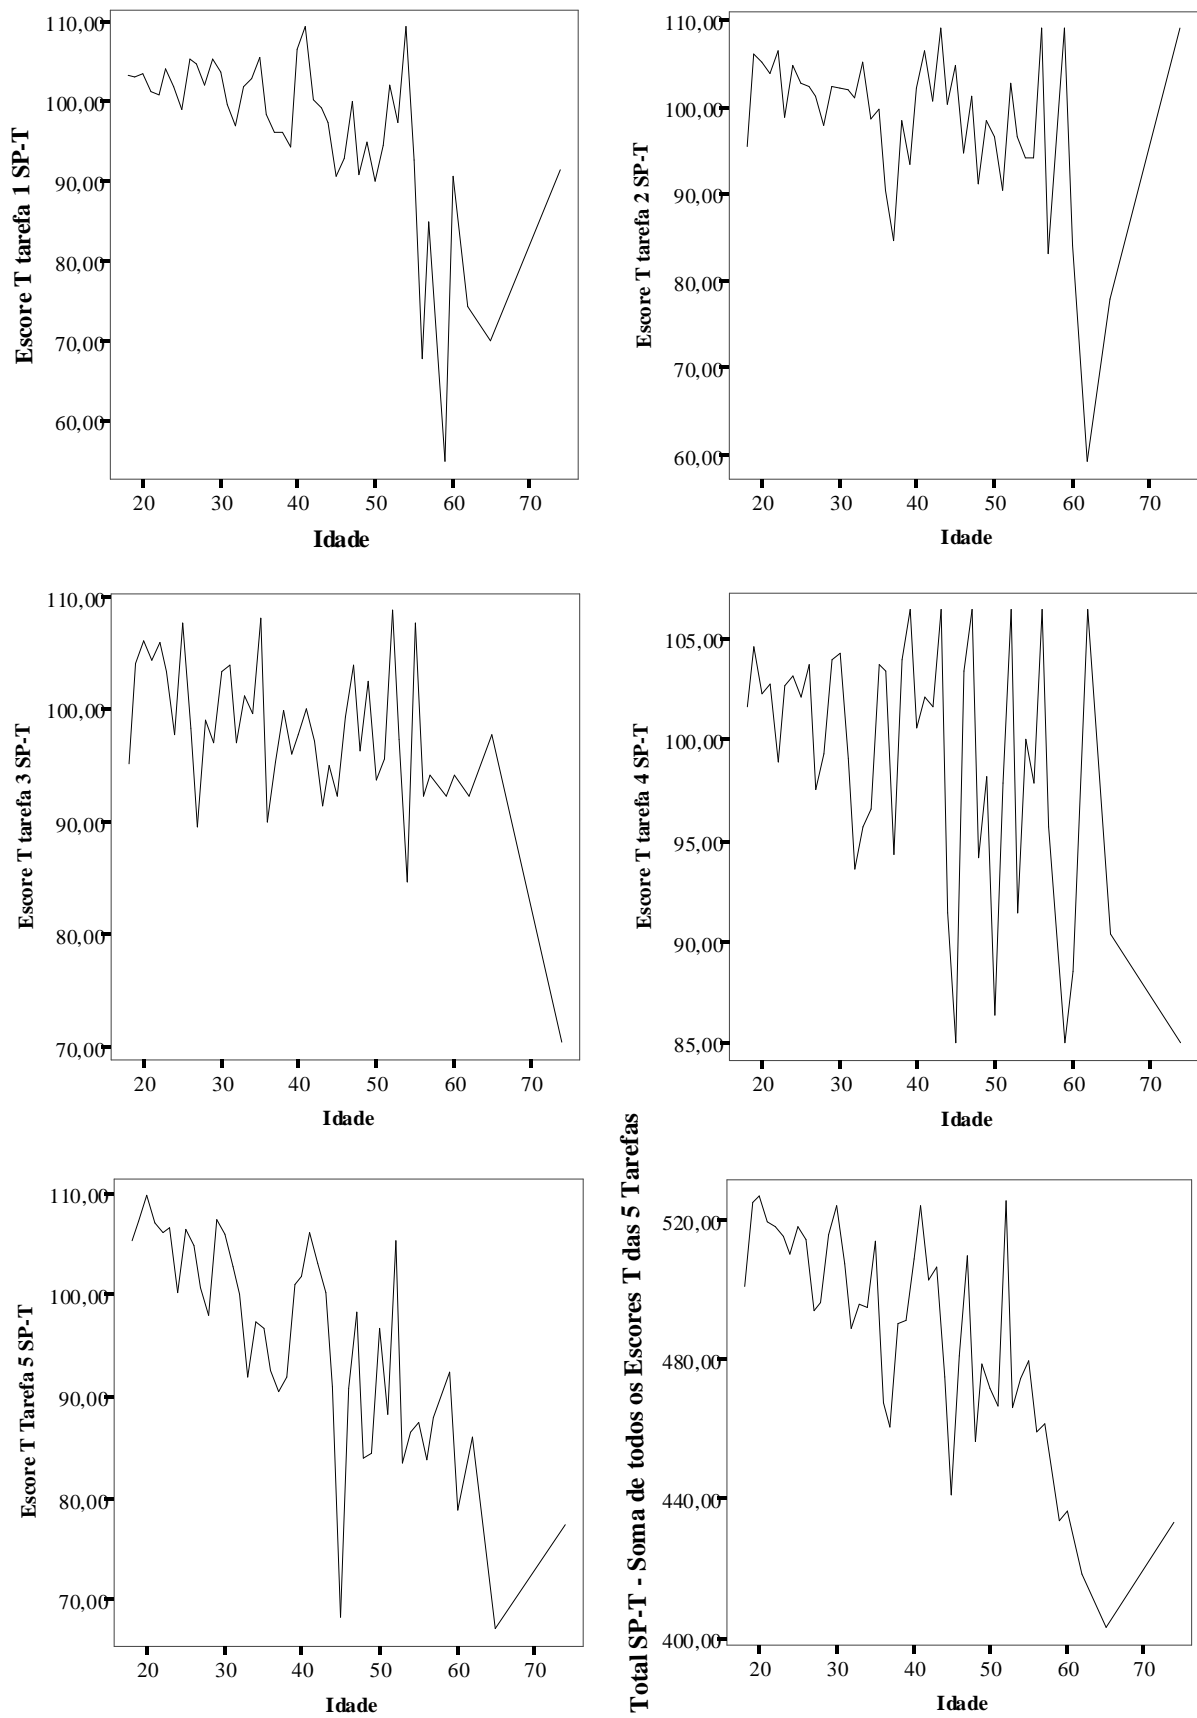 Escore T tarefa 1 SP-T
110,00
100,00
90,00
80,00
70,00
60,00
20 30 40 50 60 70
Idade
Escore T tarefa 2 SP-T
110,00
100,00
90,00
80,00
70,00
60,00
20 30 40 50 60 70
Idade
Escore T tarefa 3 SP-T
110,00
100,00
90,00
80,00
70,00
20 30 40 50 60 70
Idade
Escore T tarefa 4 SP-T
105,00
100,00
95,00
90,00
85,00
20 30 40 50 60 70
Idade
Escore T Tarefa 5 SP-T
110,00
100,00
90,00
80,00
70,00
20 30 40 50 60 70
Idade
Total SP-T - Soma de todos os Escores T das 5 Tarefas
520,00
480,00
440,00
400,00
20 30 40 50 60 70
Idade